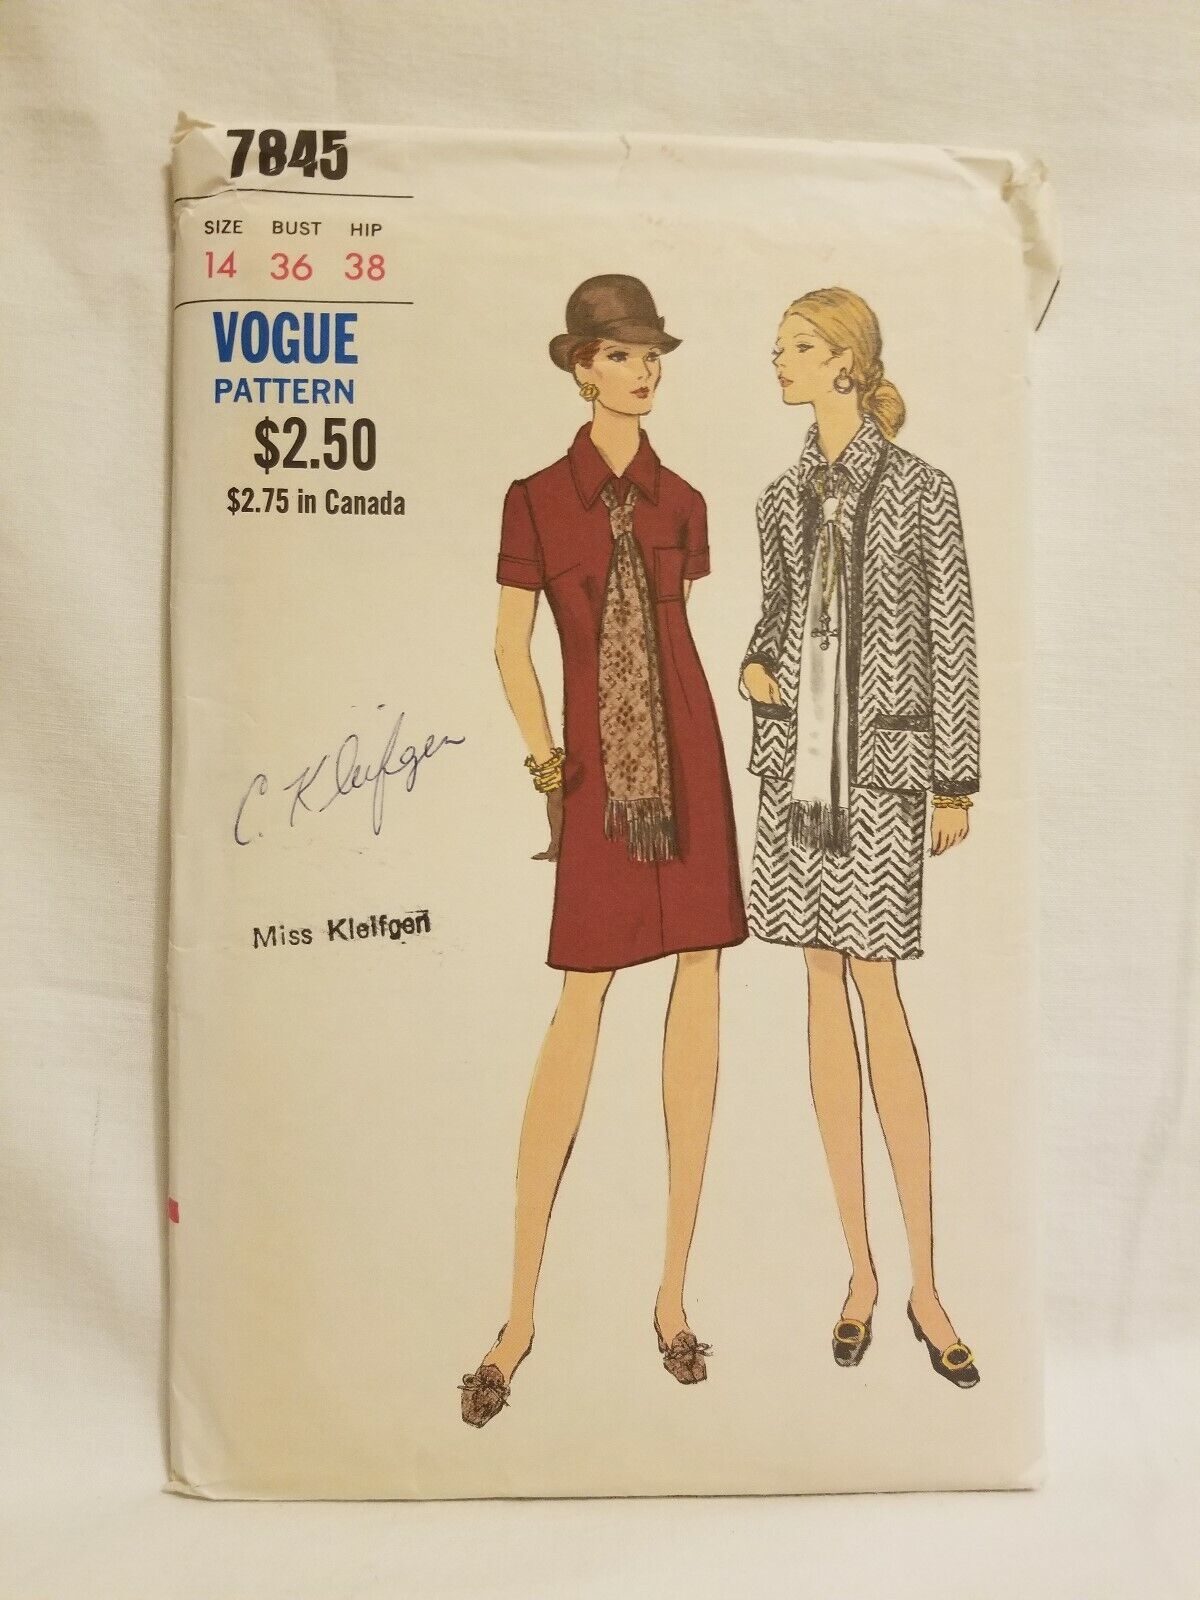 7845
SIZE BUST HIP
14 36 38
VOGUE
PATTERN
$2.50
$2.75 in Canada
C. Kleifgen
Miss Kleifgen